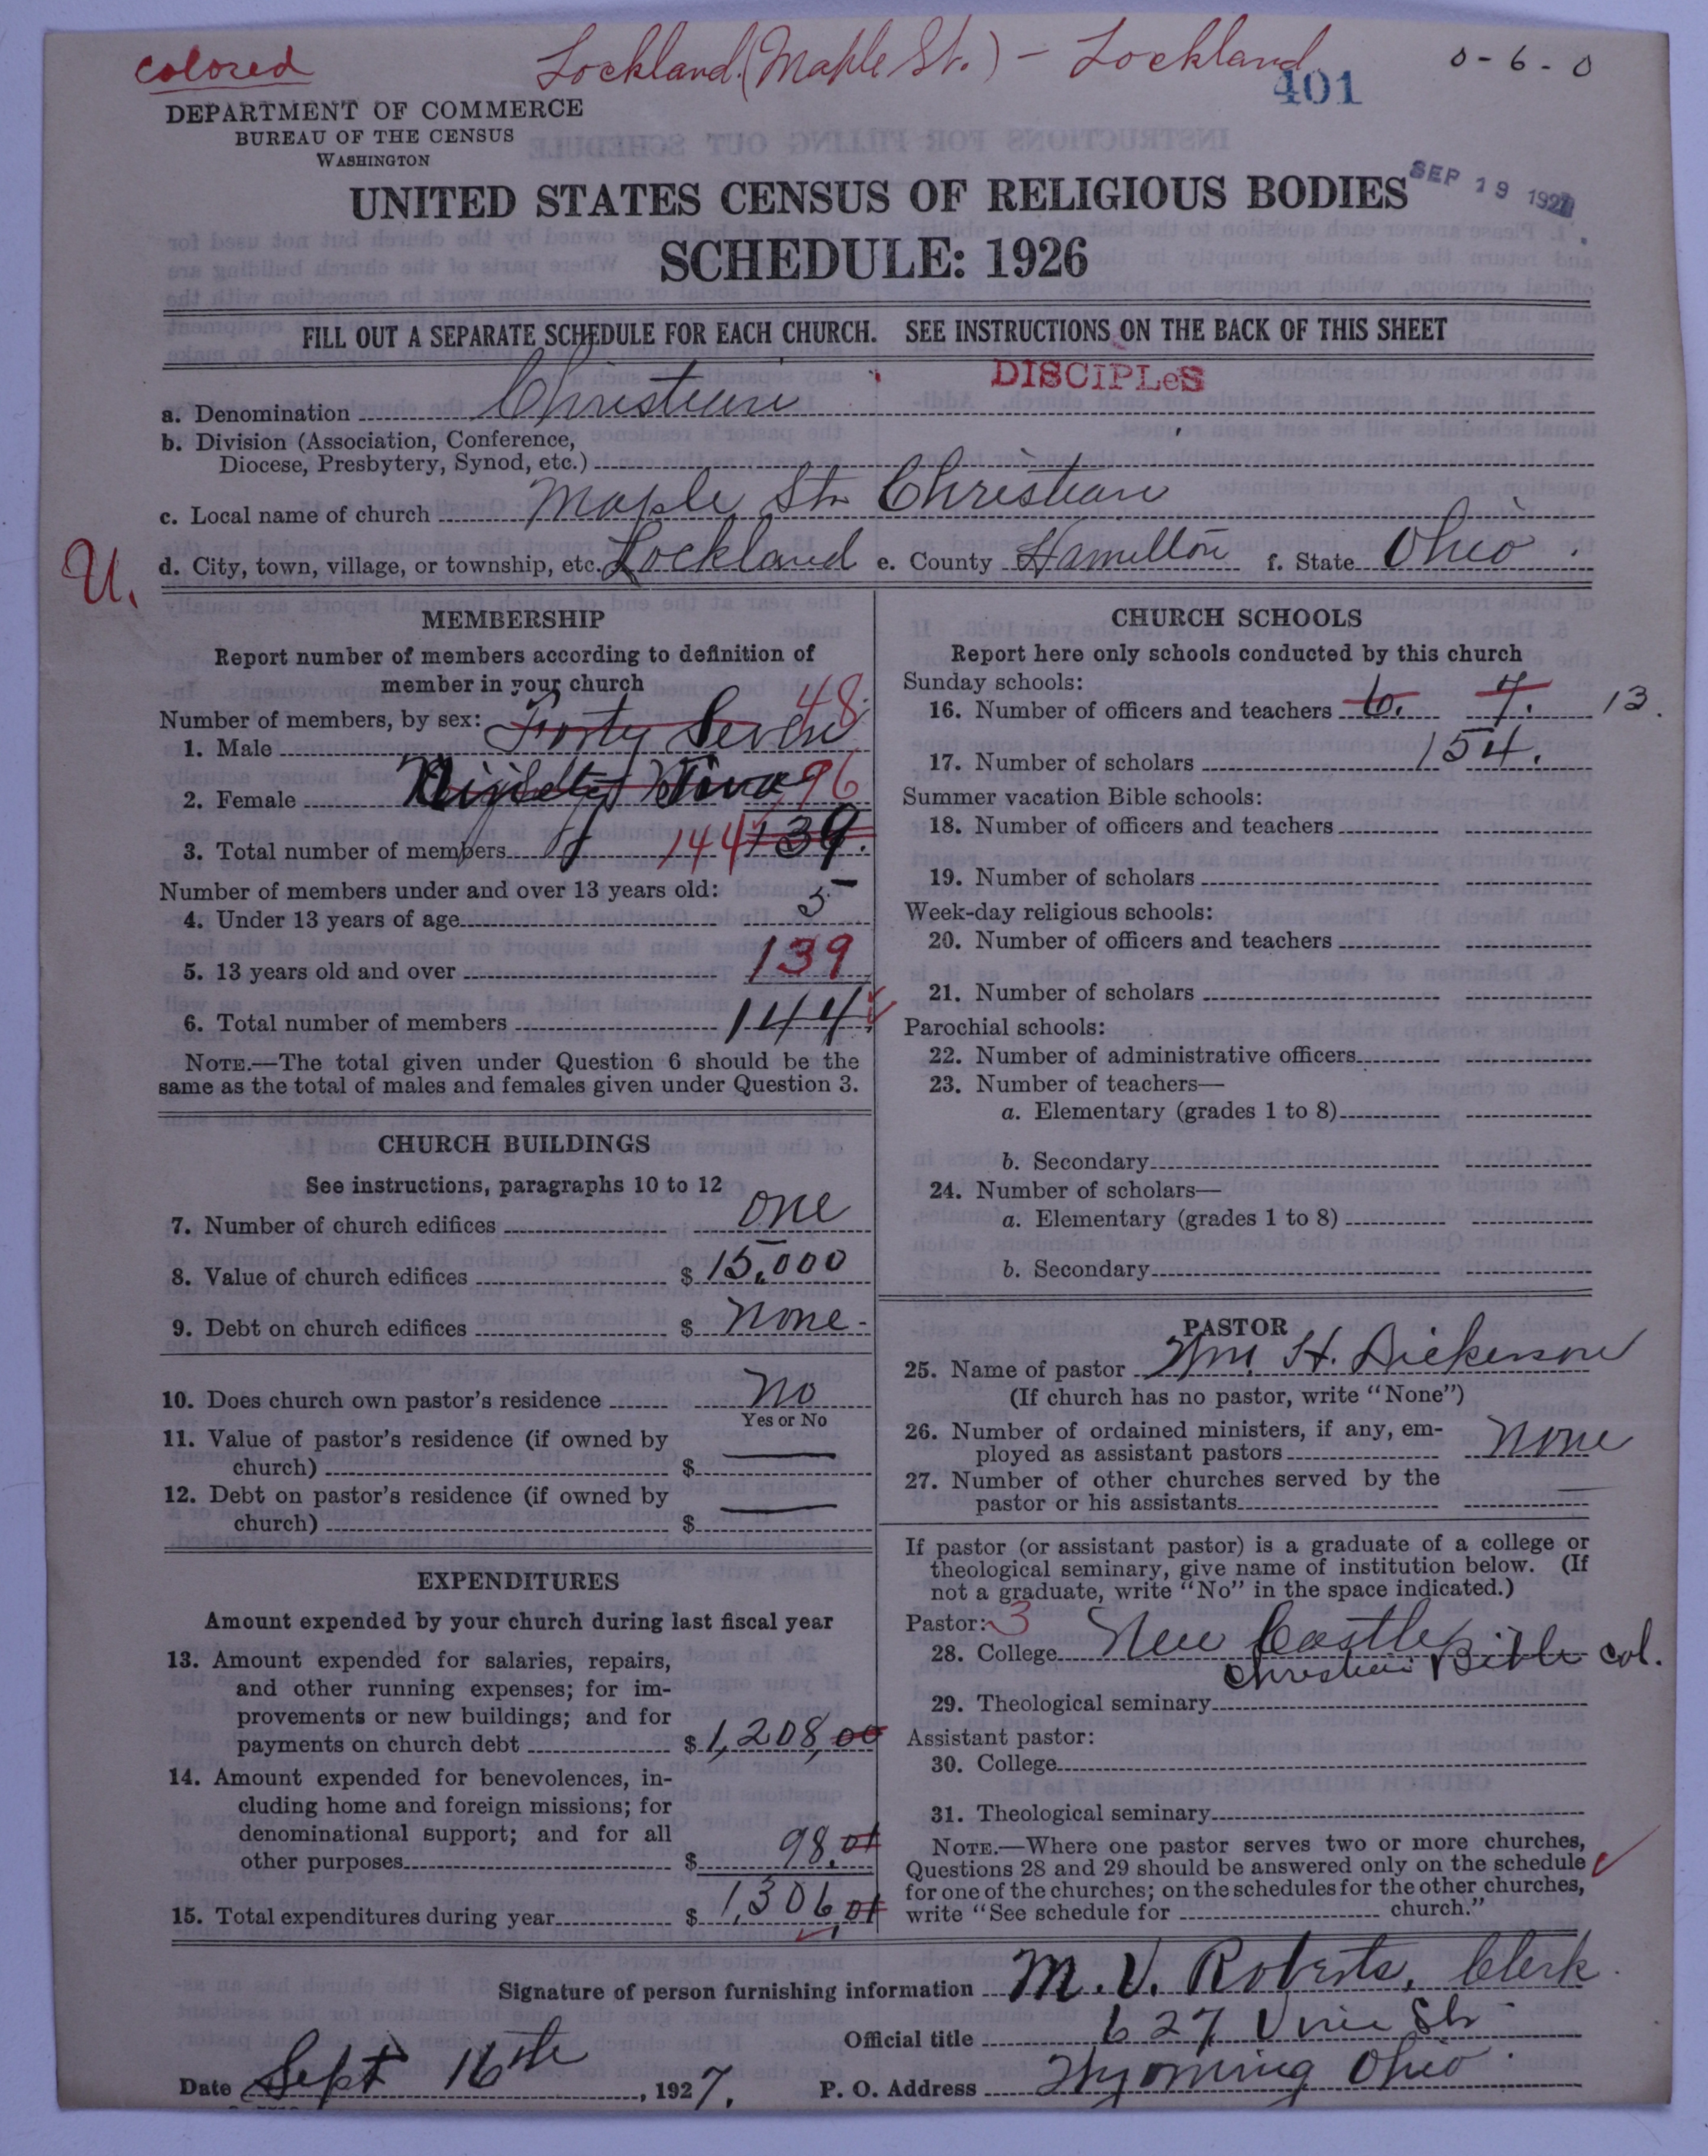 colored
Lockland (Maple St.) - Lockland
0-6-0
401
DEPARTMENT OF COMMERCE
BUREAU OF THE CENSUS
WASHINGTON
UNITED STATES CENSUS OF RELIGIOUS BODIES
SEP 19 1927
SCHEDULE: 1926
FILL OUT A SEPARATE SCHEDULE FOR EACH CHURCH. SEE INSTRUCTIONS ON THE BACK OF THIS SHEET
DISCIPLeS
a. Denomination Christian
b. Division (Association, Conference,
Diocese, Presbytery, Synod, etc.)
c. Local name of church Maple St. Christian
U.
d. City, town, village, or township, etc. Lockland e. County Hamilton f. State Ohio.
MEMBERSHIP
Report number of members according to definition of
member in your church
Number of members, by sex:
1. Male Forty Seven 48
2. Female Ninety 96
3. Total number of members 144 139.
Number of members under and over 13 years old:
4. Under 13 years of age 5
5. 13 years old and over 139
6. Total number of members 144
NOTE.—The total given under Question 6 should be the
same as the total of males and females given under Question 3.
CHURCH BUILDINGS
See instructions, paragraphs 10 to 12
7. Number of church edifices one
8. Value of church edifices $ 15,000
9. Debt on church edifices $ none
10. Does church own pastor's residence no
Yes or No
11. Value of pastor's residence (if owned by
church) $
12. Debt on pastor's residence (if owned by
church) $
EXPENDITURES
Amount expended by your church during last fiscal year
13. Amount expended for salaries, repairs,
and other running expenses; for im-
provements or new buildings; and for
payments on church debt $ 1,208,00
14. Amount expended for benevolences, in-
cluding home and foreign missions; for
denominational support; and for all
other purposes $ 98.01
15. Total expenditures during year $ 1,306,01
CHURCH SCHOOLS
Report here only schools conducted by this church
Sunday schools:
16. Number of officers and teachers 6. 7. 13.
17. Number of scholars 154.
Summer vacation Bible schools:
18. Number of officers and teachers
19. Number of scholars
Week-day religious schools:
20. Number of officers and teachers
21. Number of scholars
Parochial schools:
22. Number of administrative officers
23. Number of teachers—
a. Elementary (grades 1 to 8)
b. Secondary
24. Number of scholars—
a. Elementary (grades 1 to 8)
b. Secondary
PASTOR
25. Name of pastor Wm. H. Dickerson
(If church has no pastor, write "None")
26. Number of ordained ministers, if any, em-
ployed as assistant pastors none
27. Number of other churches served by the
pastor or his assistants
If pastor (or assistant pastor) is a graduate of a college or
theological seminary, give name of institution below. (If
not a graduate, write "No" in the space indicated.)
Pastor: 3
28. College New Castle
Christian Bible Col.
29. Theological seminary
Assistant pastor:
30. College
31. Theological seminary
NOTE.—Where one pastor serves two or more churches,
Questions 28 and 29 should be answered only on the schedule
for one of the churches; on the schedules for the other churches,
write "See schedule for church."
Signature of person furnishing information M. V. Roberts, Clerk.
Official title 627 Vine St
Date Sept 16th, 1927. P. O. Address Wyoming Ohio.